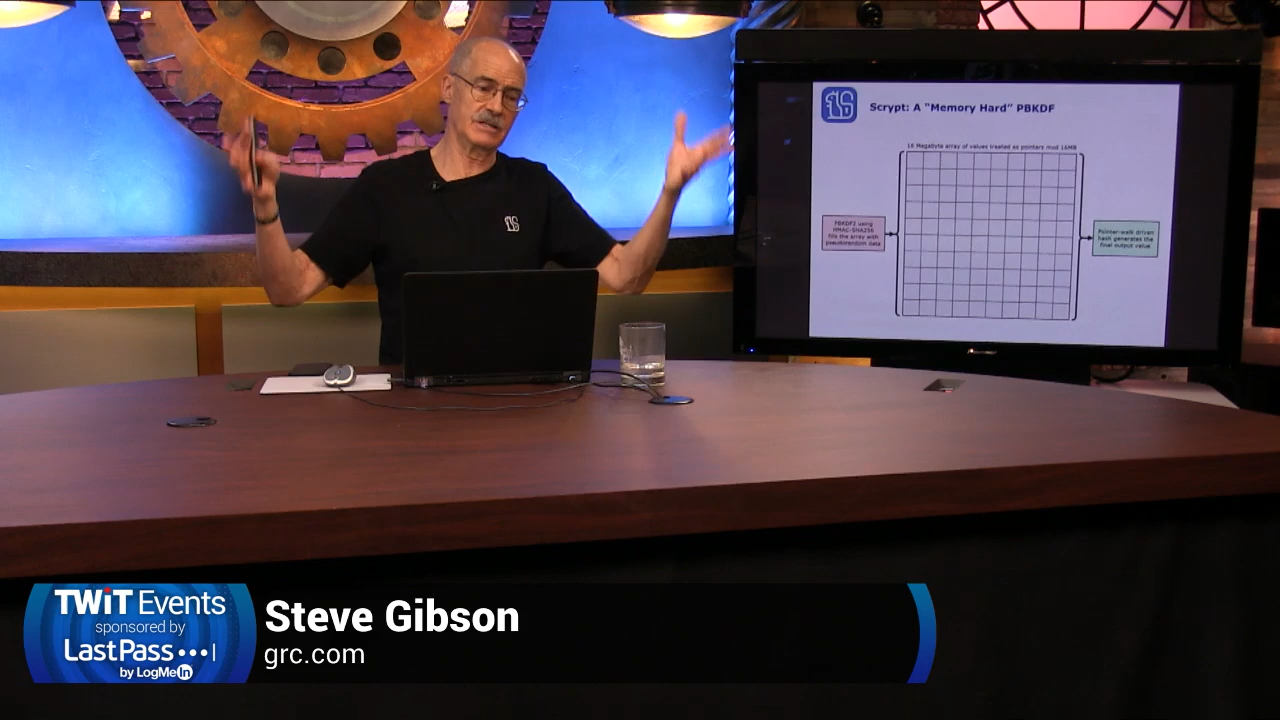 Scrypt: A "Memory Hard" PBKDF
16 Megabyte array of values treated as pointers mod 16MB
PBKDF2 using
HMAC-SHA256
fills the array with
pseudorandom data
Pointer-walk driven
hash generates the
final output value
TWiT Events
sponsored by
LastPass •••|
by LogMeIn
Steve Gibson
grc.com